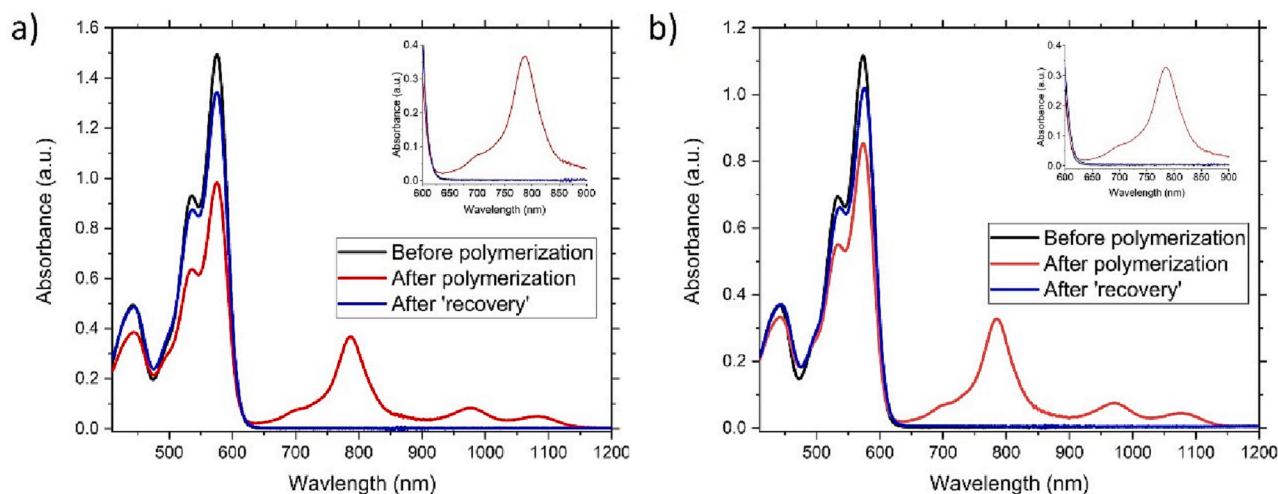 a)
1.6
1.4
1.2
1.0
0.8
0.6
0.4
0.2
0.0
Absorbance (a.u.)
500 600 700 800 900 1000 1100 1200
Wavlength (nm)
0.4
0.3
0.2
0.1
0.0
Absorbance (a.u.)
600 650 700 750 800 850 900
Wavelength (nm)
Before polymerization
After polymerization
After 'recovery'
b)
1.2
1.0
0.8
0.6
0.4
0.2
0.0
Absorbance (a.u.)
500 600 700 800 900 1000 1100 1200
Wavelength (nm)
0.4
0.3
0.2
0.1
0.0
Absorbance (a.u.)
600 650 700 750 800 850 900
Wavelength (nm)
Before polymerization
After polymerization
After 'recovery'